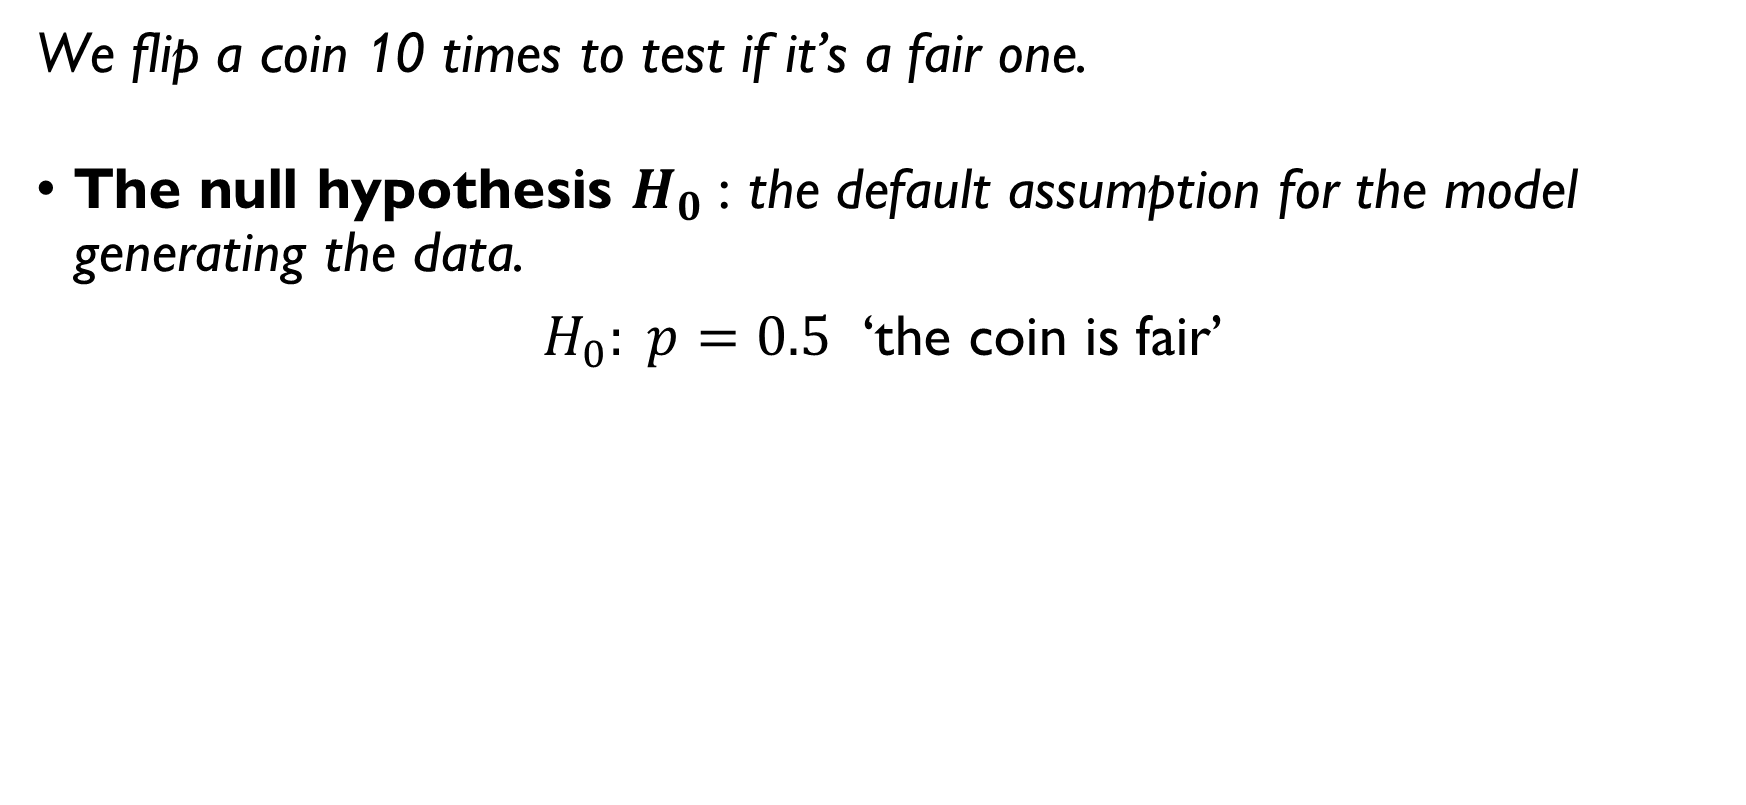 We flip a coin 10 times to test if it’s a fair one.
• The null hypothesis H₀ : the default assumption for the model
generating the data.
H₀: p = 0.5 ‘the coin is fair’